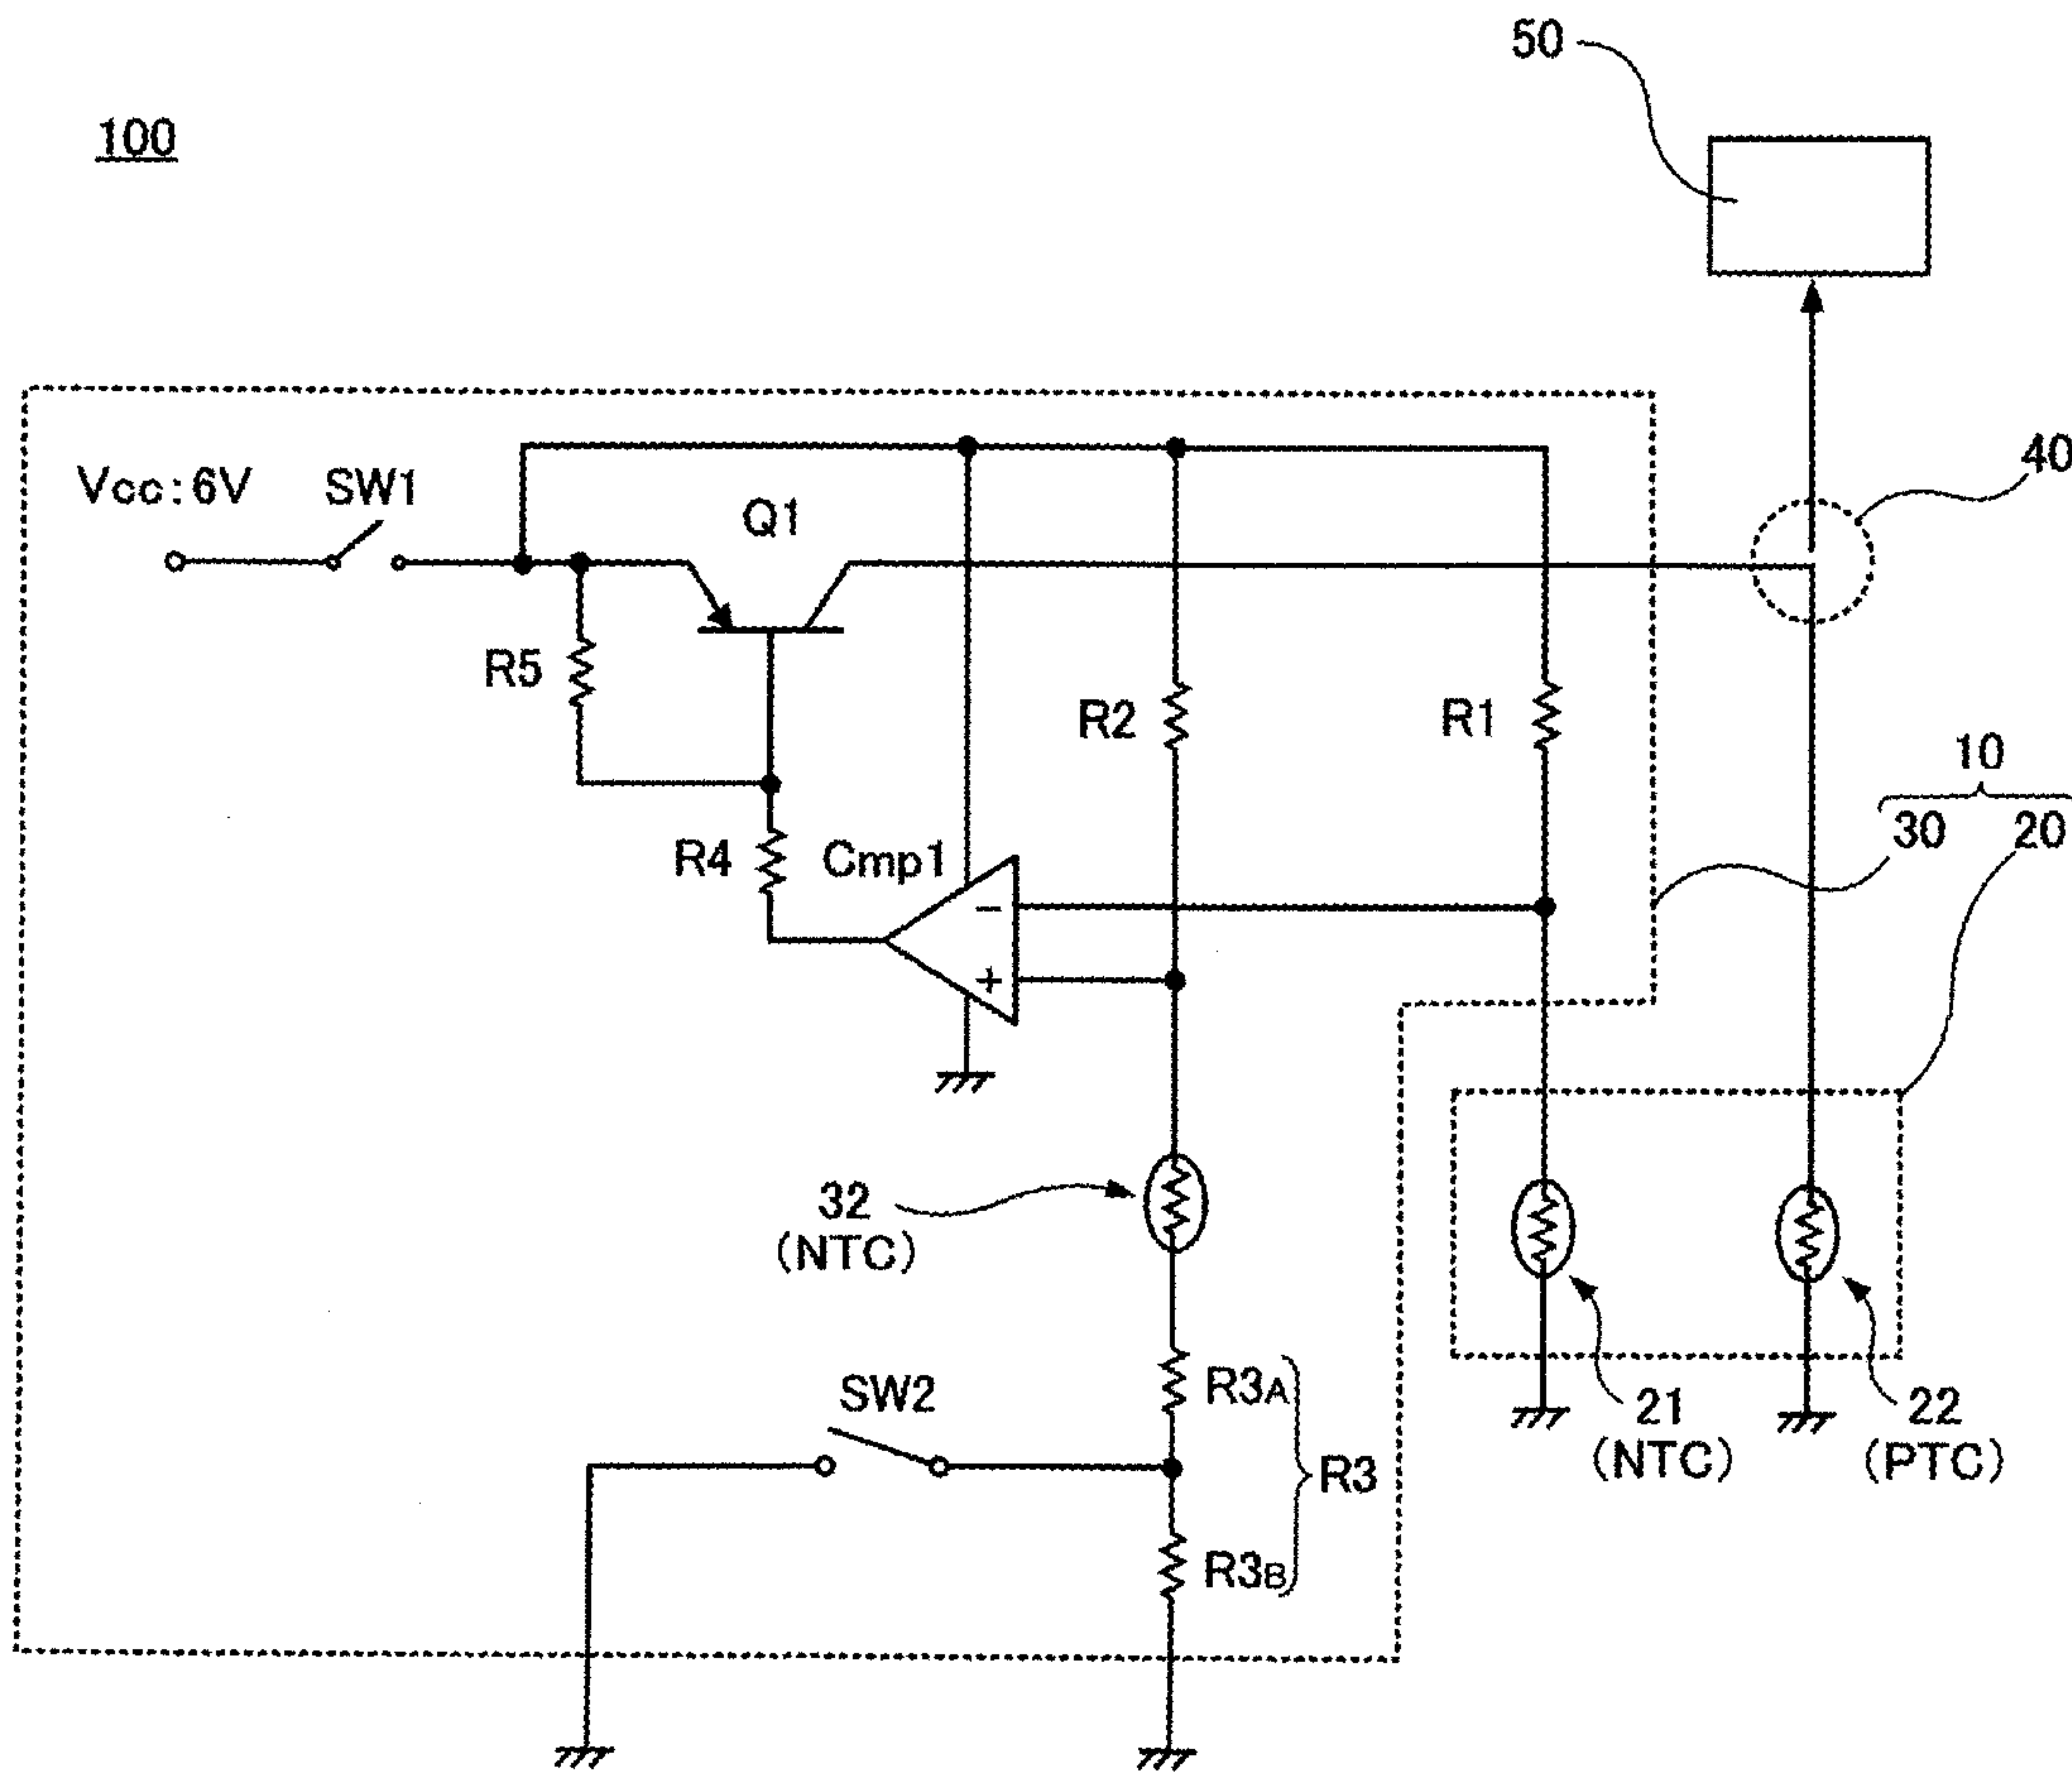 50
100
40
Vcc:6V
SW1
Q1
R5
R2
R1
10
30
20
R4
Cmp1
−
+
32
(NTC)
SW2
R3A
R3
R3B
21
(NTC)
22
(PTC)